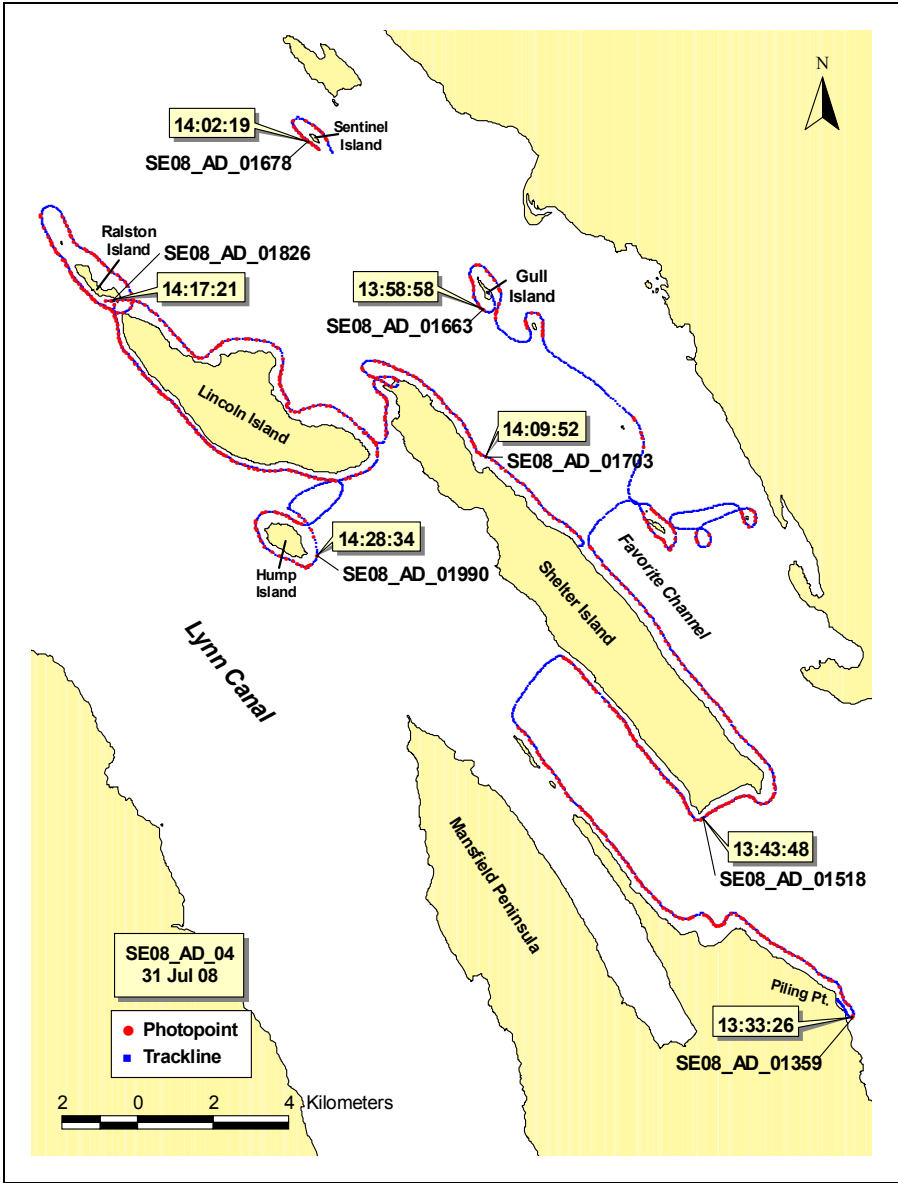 N
14:02:19
Sentinel
Island
SE08_AD_01678
Ralston
Island
SE08_AD_01826
14:17:21
13:58:58
Gull
Island
SE08_AD_01663
Lincoln Island
14:09:52
SE08_AD_01703
14:28:34
Hump
Island
SE08_AD_01990
Favorite Channel
Shelter Island
Lynn Canal
13:43:48
SE08_AD_01518
Mansfield Peninsula
SE08_AD_04
31 Jul 08
Piling Pt.
13:33:26
SE08_AD_01359
Photopoint
Trackline
2 0 2 4 Kilometers